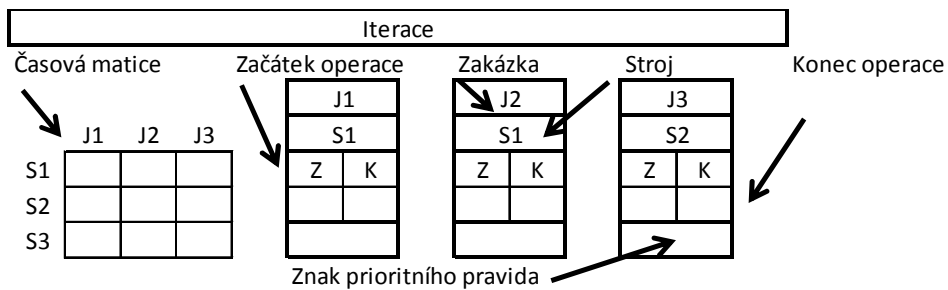 Iterace
Časová matice Začátek operace Zakázka Stroj Konec operace
J1 J2 J3
J1 J2 J3 S1 S1 S2
S1 Z K Z K Z K
S2
S3
Znak prioritního pravida